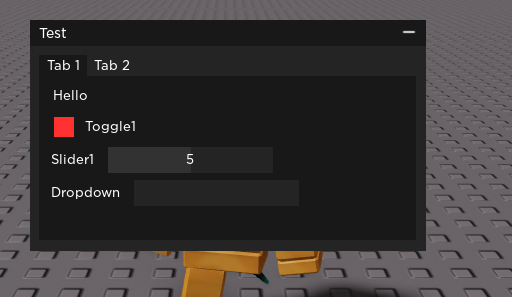 Test
Tab 1 Tab 2
Hello
Toggle1
Slider1 5
Dropdown